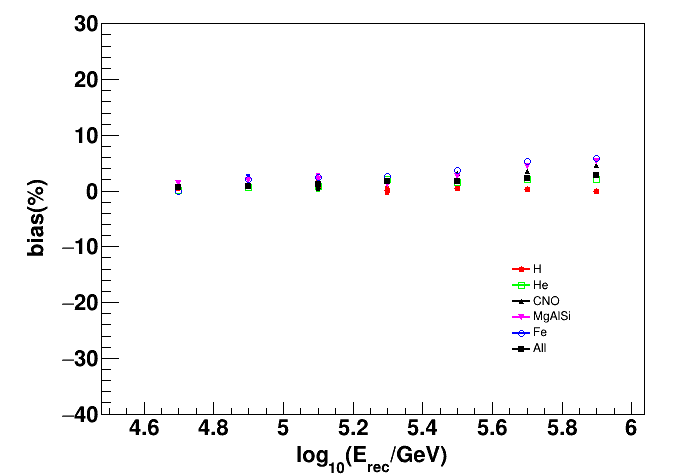 30
20
10
0
−10
−20
−30
−40
bias(%)
H
He
CNO
MgAlSi
Fe
All
4.6 4.8 5 5.2 5.4 5.6 5.8 6
log10(Erec/GeV)